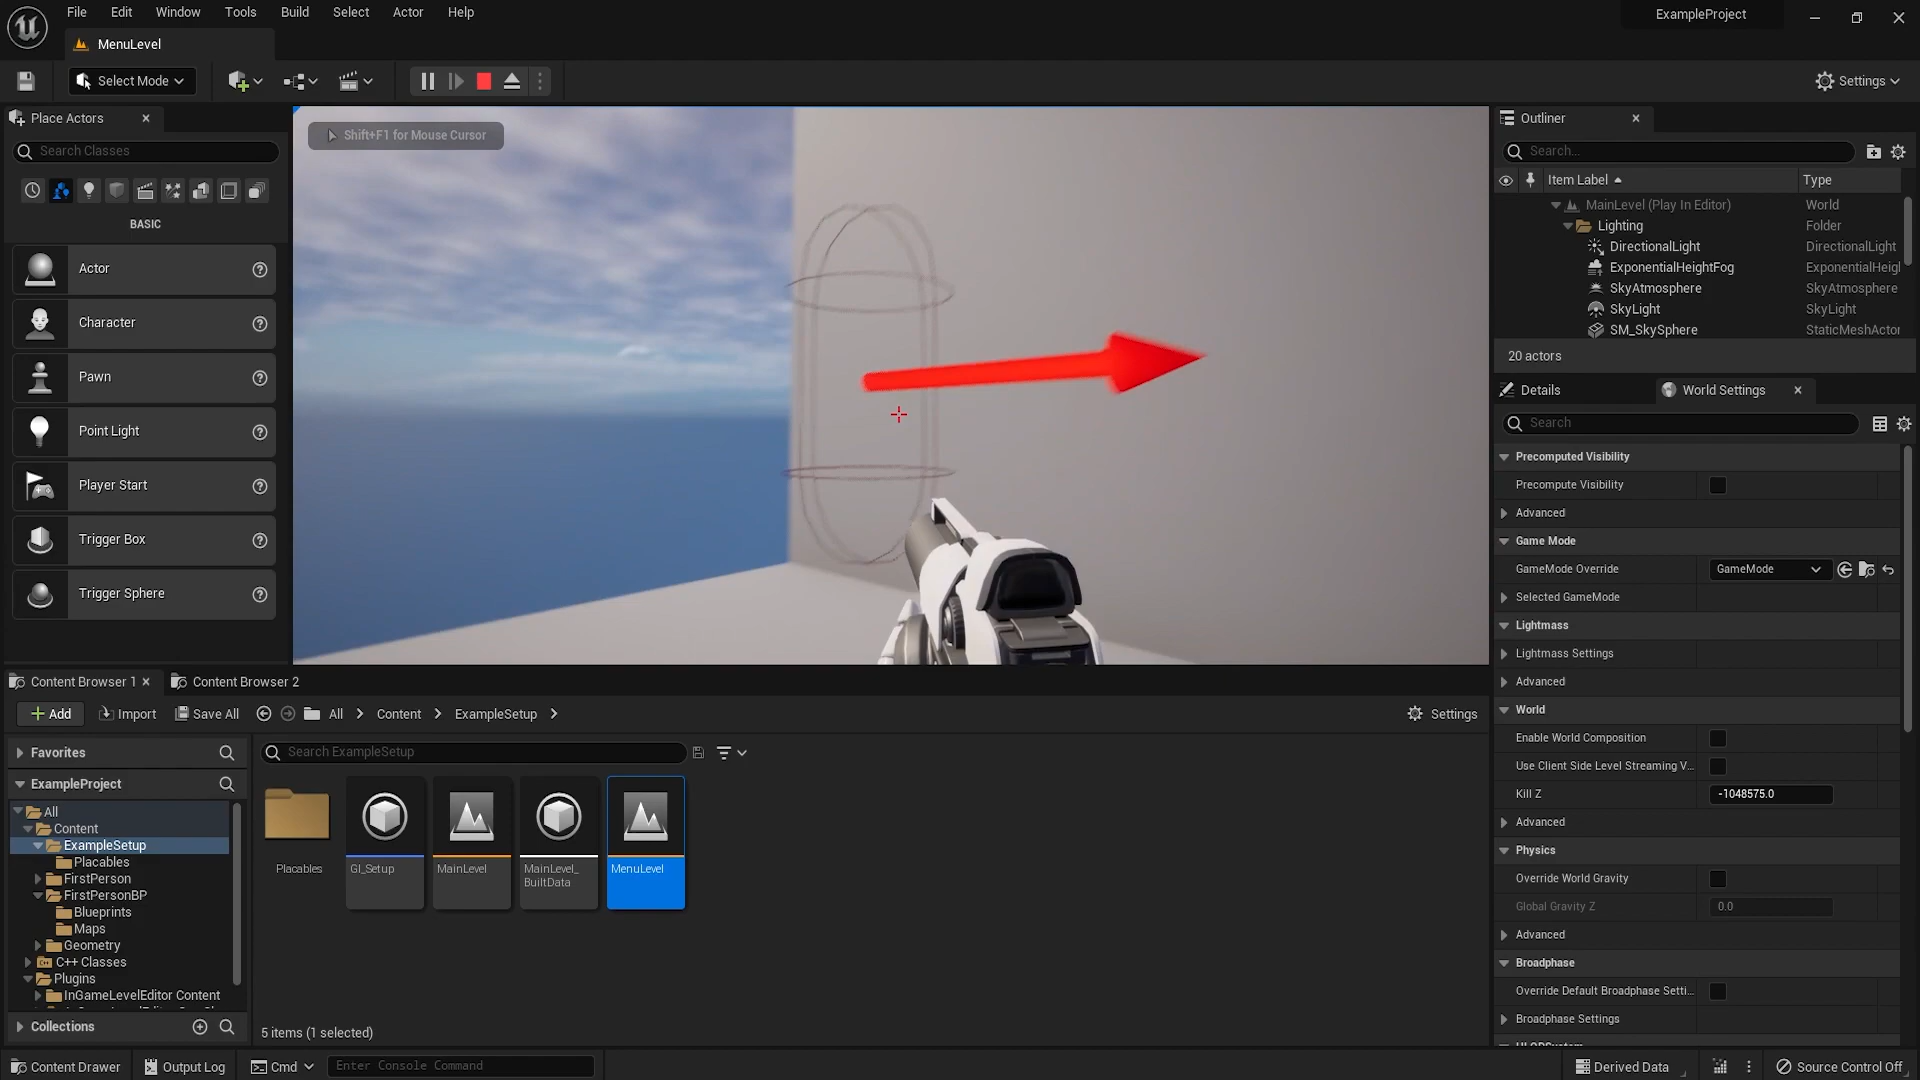 File Edit Window Tools Build Select Actor Help
ExampleProject
MenuLevel
Select Mode
Settings
Place Actors
Search Classes
BASIC
Actor
Character
Pawn
Point Light
Player Start
Trigger Box
Trigger Sphere
Shift+F1 for Mouse Cursor
Outliner
Search...
Item Label Type
MainLevel (Play In Editor) World
Lighting Folder
DirectionalLight DirectionalLight
ExponentialHeightFog ExponentialHeigl
SkyAtmosphere SkyAtmosphere
SkyLight SkyLight
SM_SkySphere StaticMeshActor
20 actors
Details World Settings
Search
Precomputed Visibility
Precompute Visibility
Advanced
Game Mode
GameMode Override GameMode
Selected GameMode
Lightmass
Lightmass Settings
Advanced
World
Enable World Composition
Use Client Side Level Streaming V...
Kill Z -1048575.0
Advanced
Physics
Override World Gravity
Global Gravity Z 0.0
Advanced
Broadphase
Override Default Broadphase Setti...
Broadphase Settings
Content Browser 1 Content Browser 2
Add Import Save All All Content ExampleSetup Settings
Favorites
ExampleProject
All
Content
ExampleSetup
Placables
FirstPerson
FirstPersonBP
Blueprints
Maps
Geometry
C++ Classes
Plugins
InGameLevelEditor Content
Collections
Search ExampleSetup
Placables
GI_Setup
MainLevel
MainLevel_
BuiltData
MenuLevel
5 items (1 selected)
Content Drawer Output Log Cmd Enter Console Command Derived Data Source Control Off